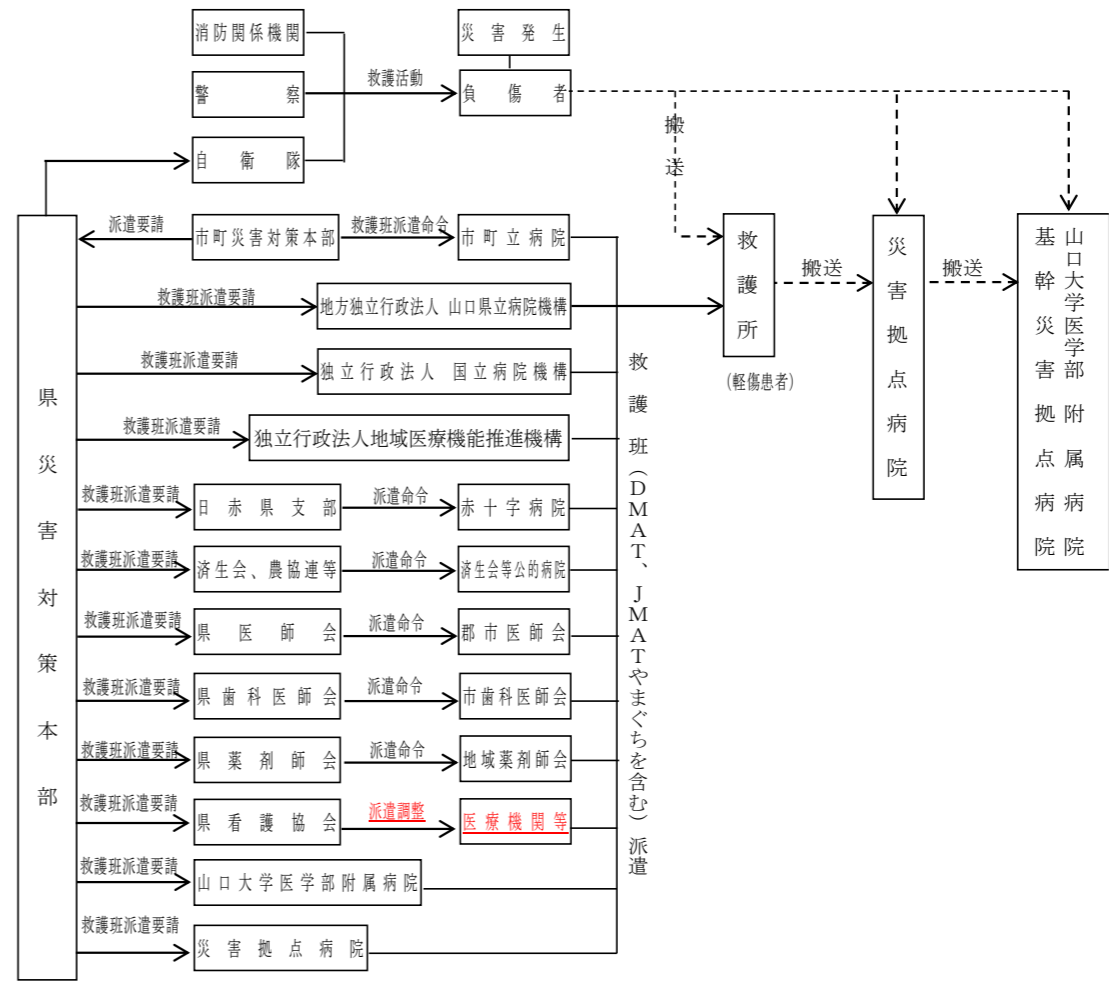 消防関係機関
災害発生
警察
救護活動
負傷者
搬送
自衛隊
派遣要請
市町災害対策本部
救護班派遣命令
市町立病院
救護班派遣要請
地方独立行政法人 山口県立病院機構
救護班派遣要請
独立行政法人 国立病院機構
救護班派遣要請
独立行政法人地域医療機能推進機構
救護班派遣要請
日赤県支部
派遣命令
赤十字病院
救護班派遣要請
済生会、農協連等
派遣命令
済生会等公的病院
救護班派遣要請
県医師会
派遣命令
郡市医師会
救護班派遣要請
県歯科医師会
派遣命令
市歯科医師会
救護班派遣要請
県薬剤師会
派遣命令
地域薬剤師会
救護班派遣要請
県看護協会
派遣調整
医療機関等
救護班派遣要請
山口大学医学部附属病院
救護班派遣要請
災害拠点病院
県災害対策本部
救護班(DMAT、JMATやまぐちを含む)派遣
救護所
(軽傷患者)
搬送
災害拠点病院
搬送
山口大学医学部附属病院
基幹災害拠点病院